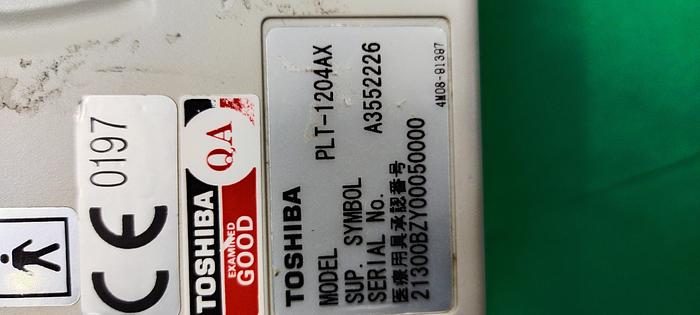 CE 0197
TOSHIBA
QA
EXAMINED
GOOD
TOSHIBA
MODEL PLT-1204AX
SUP. SYMBOL
SERIAL No. A3552226
医療用具承認番号
21300BZY00050000
4M08-91397